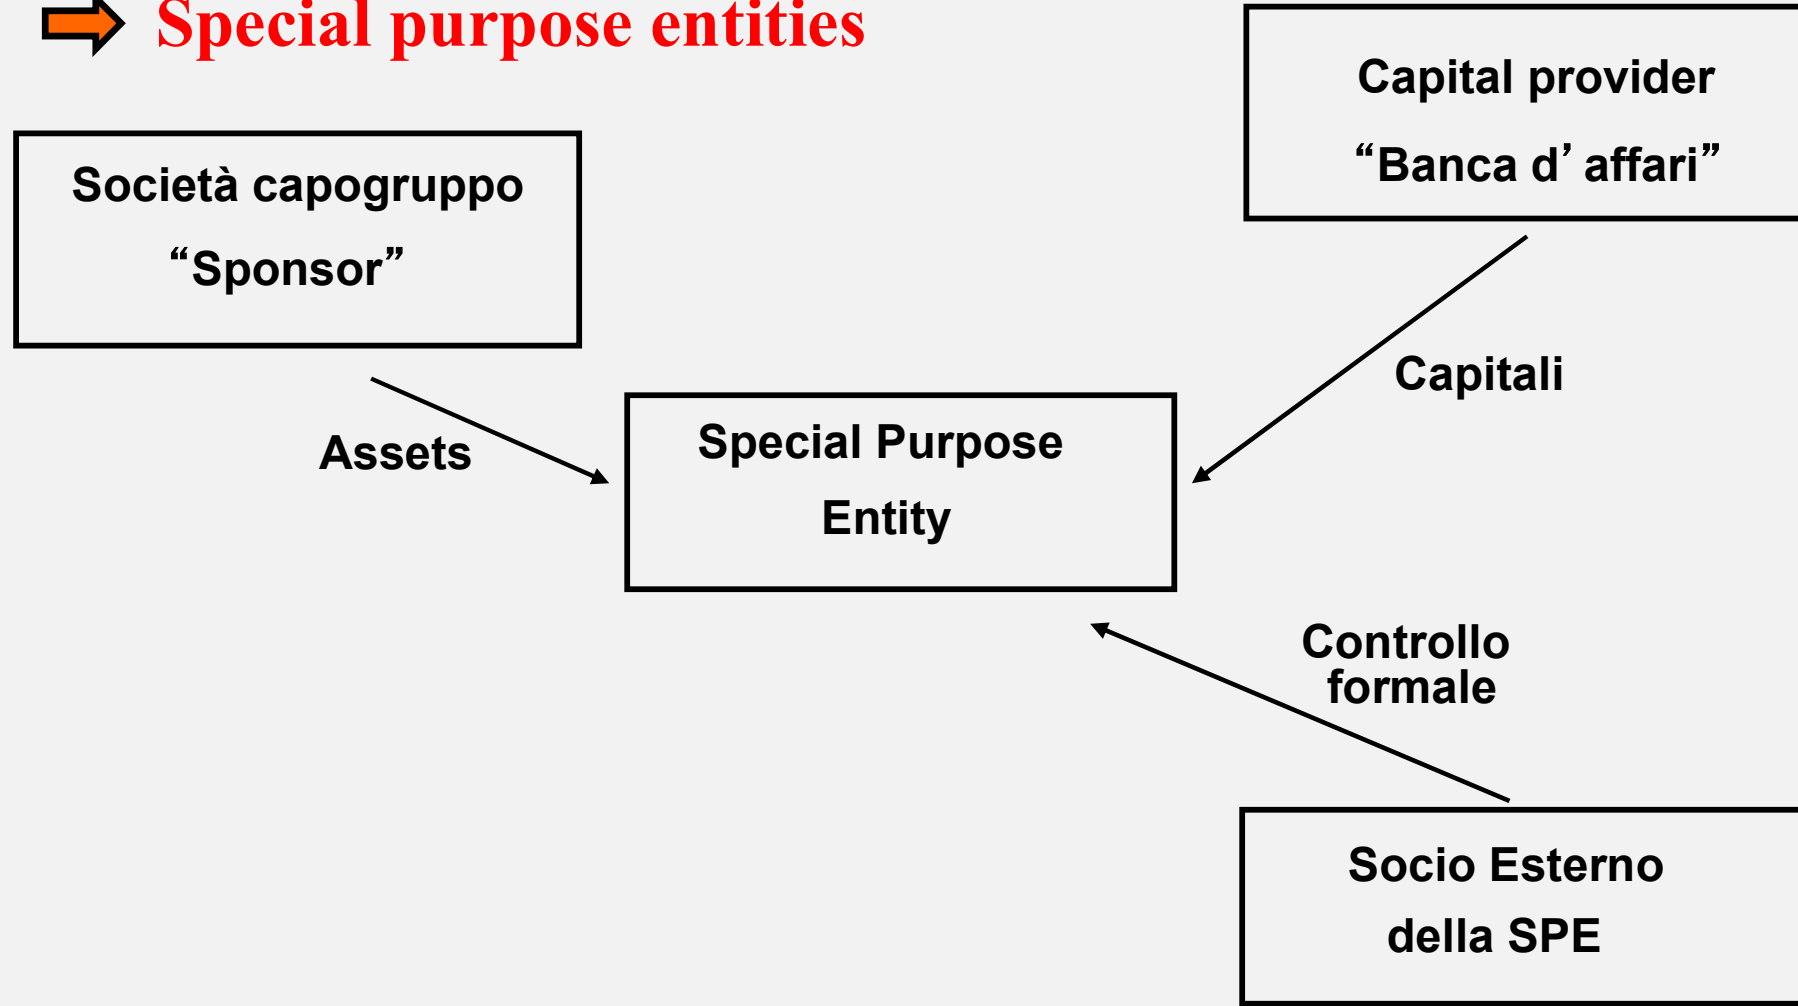 Special purpose entities
Capital provider
“Banca d’ affari”
Società capogruppo
“Sponsor”
Capitali
Assets
Special Purpose
Entity
Controllo
formale
Socio Esterno
della SPE